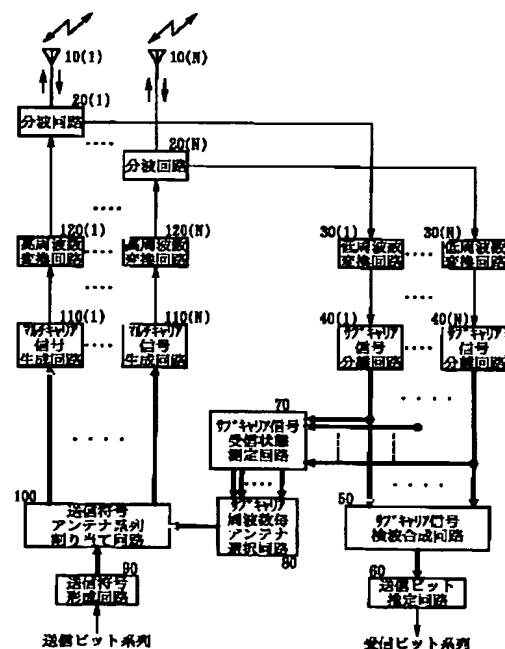 10(1)
10(N)
20(1)
分波回路
20(N)
分波回路
120(1)
高周波数
変換回路
120(N)
高周波数
変換回路
30(1)
低周波数
変換回路
30(N)
低周波数
変換回路
110(1)
マルチキャリア
信号
生成回路
110(N)
マルチキャリア
信号
生成回路
40(1)
サブキャリア
信号
分離回路
40(N)
サブキャリア
信号
分離回路
70
サブキャリア信号
受信状態
測定回路
100
送信符号
アンテナ系列
割り当て回路
サブキャリア
周波数毎
アンテナ
選択回路
80
50
サブキャリア信号
検波合成回路
90
送信符号
形成回路
60
送信ビット
推定回路
送信ビット系列
受信ビット系列